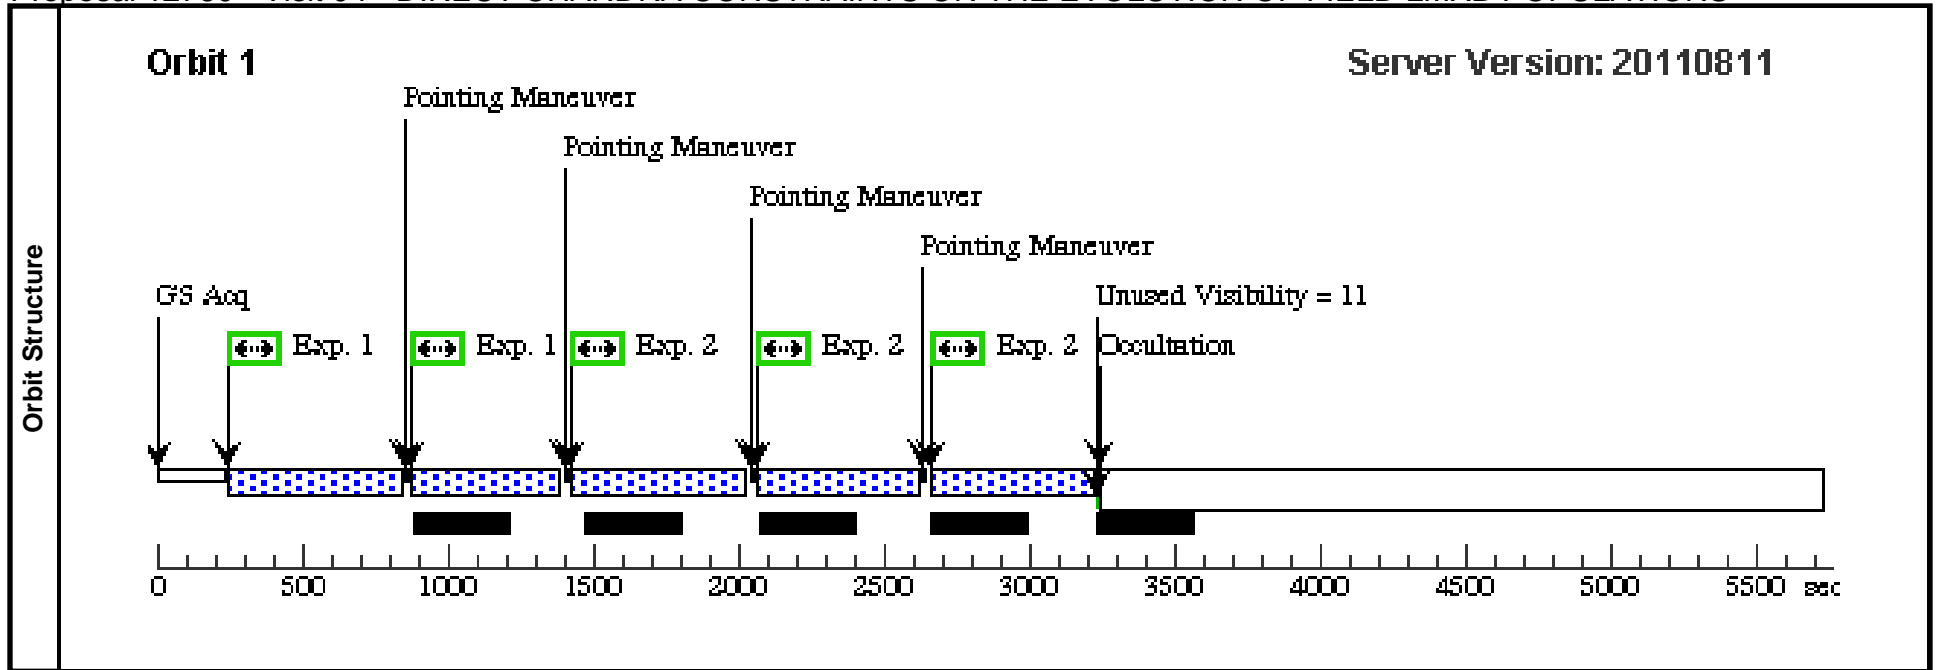 Orbit Structure
Orbit 1
Server Version: 20110811
Pointing Maneuver
Pointing Maneuver
Pointing Maneuver
Pointing Maneuver
GS Acq
Unused Visibility = 11
Exp. 1
Exp. 1
Exp. 2
Exp. 2
Exp. 2
Occultation
0 500 1000 1500 2000 2500 3000 3500 4000 4500 5000 5500 sec